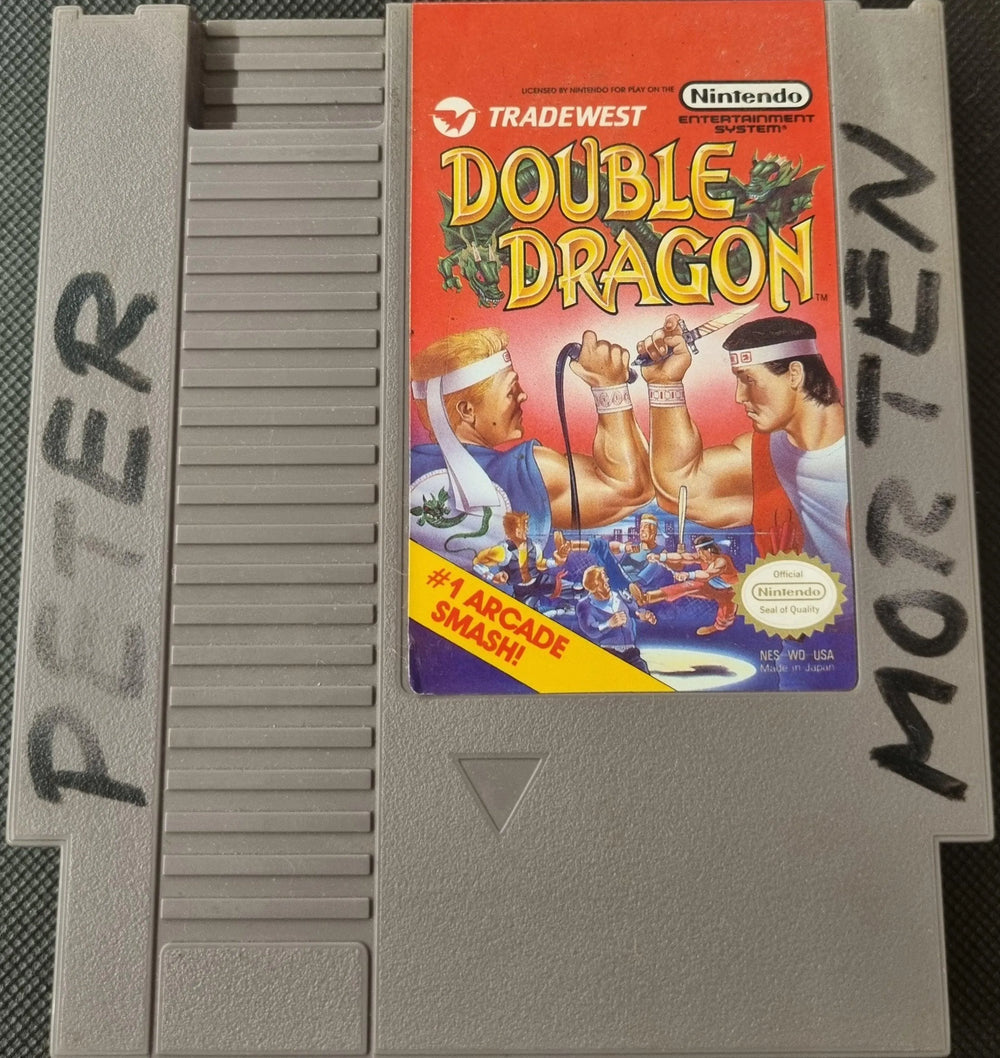 PETER
LICENSED BY NINTENDO FOR PLAY ON THE
Nintendo
ENTERTAINMENT
SYSTEM®
TRADEWEST
DOUBLE
DRAGON
TM
#1 ARCADE
SMASH!
Official
Nintendo
Seal of Quality
NES-WD-USA
Made in Japan
MORTEN